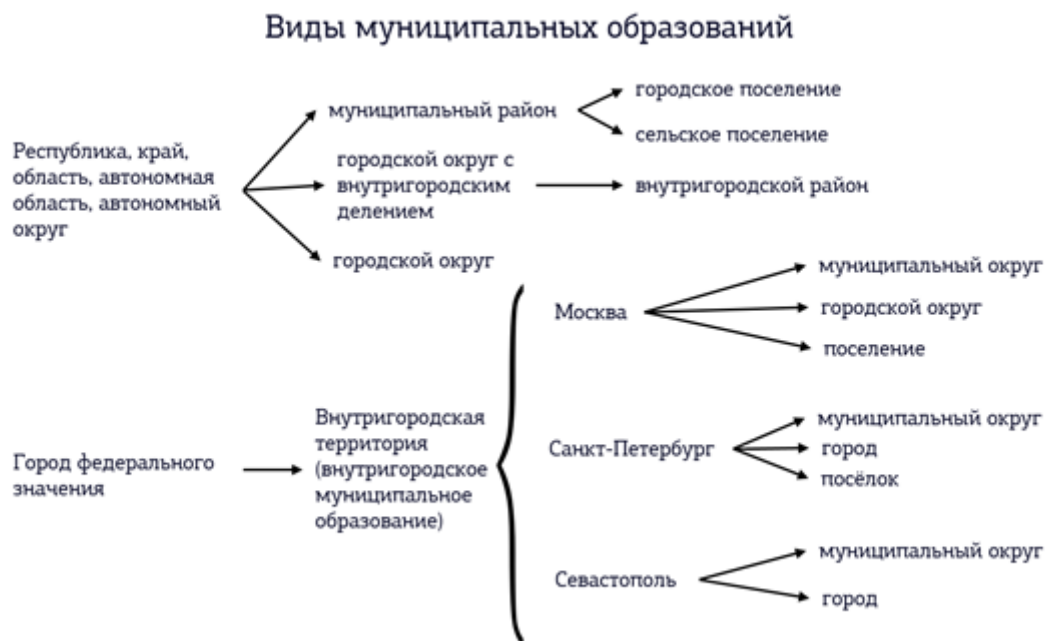 Виды муниципальных образований
муниципальный район
городское поселение
сельское поселение
Республика, край,
область, автономная
область, автономный
округ
городской округ с
внутригородским
делением
внутригородской район
городской округ
Москва
муниципальный округ
городской округ
поселение
Город федерального
значения
Внутригородская
территория
(внутригородское
муниципальное
образование)
Санкт-Петербург
муниципальный округ
город
посёлок
Севастополь
муниципальный округ
город